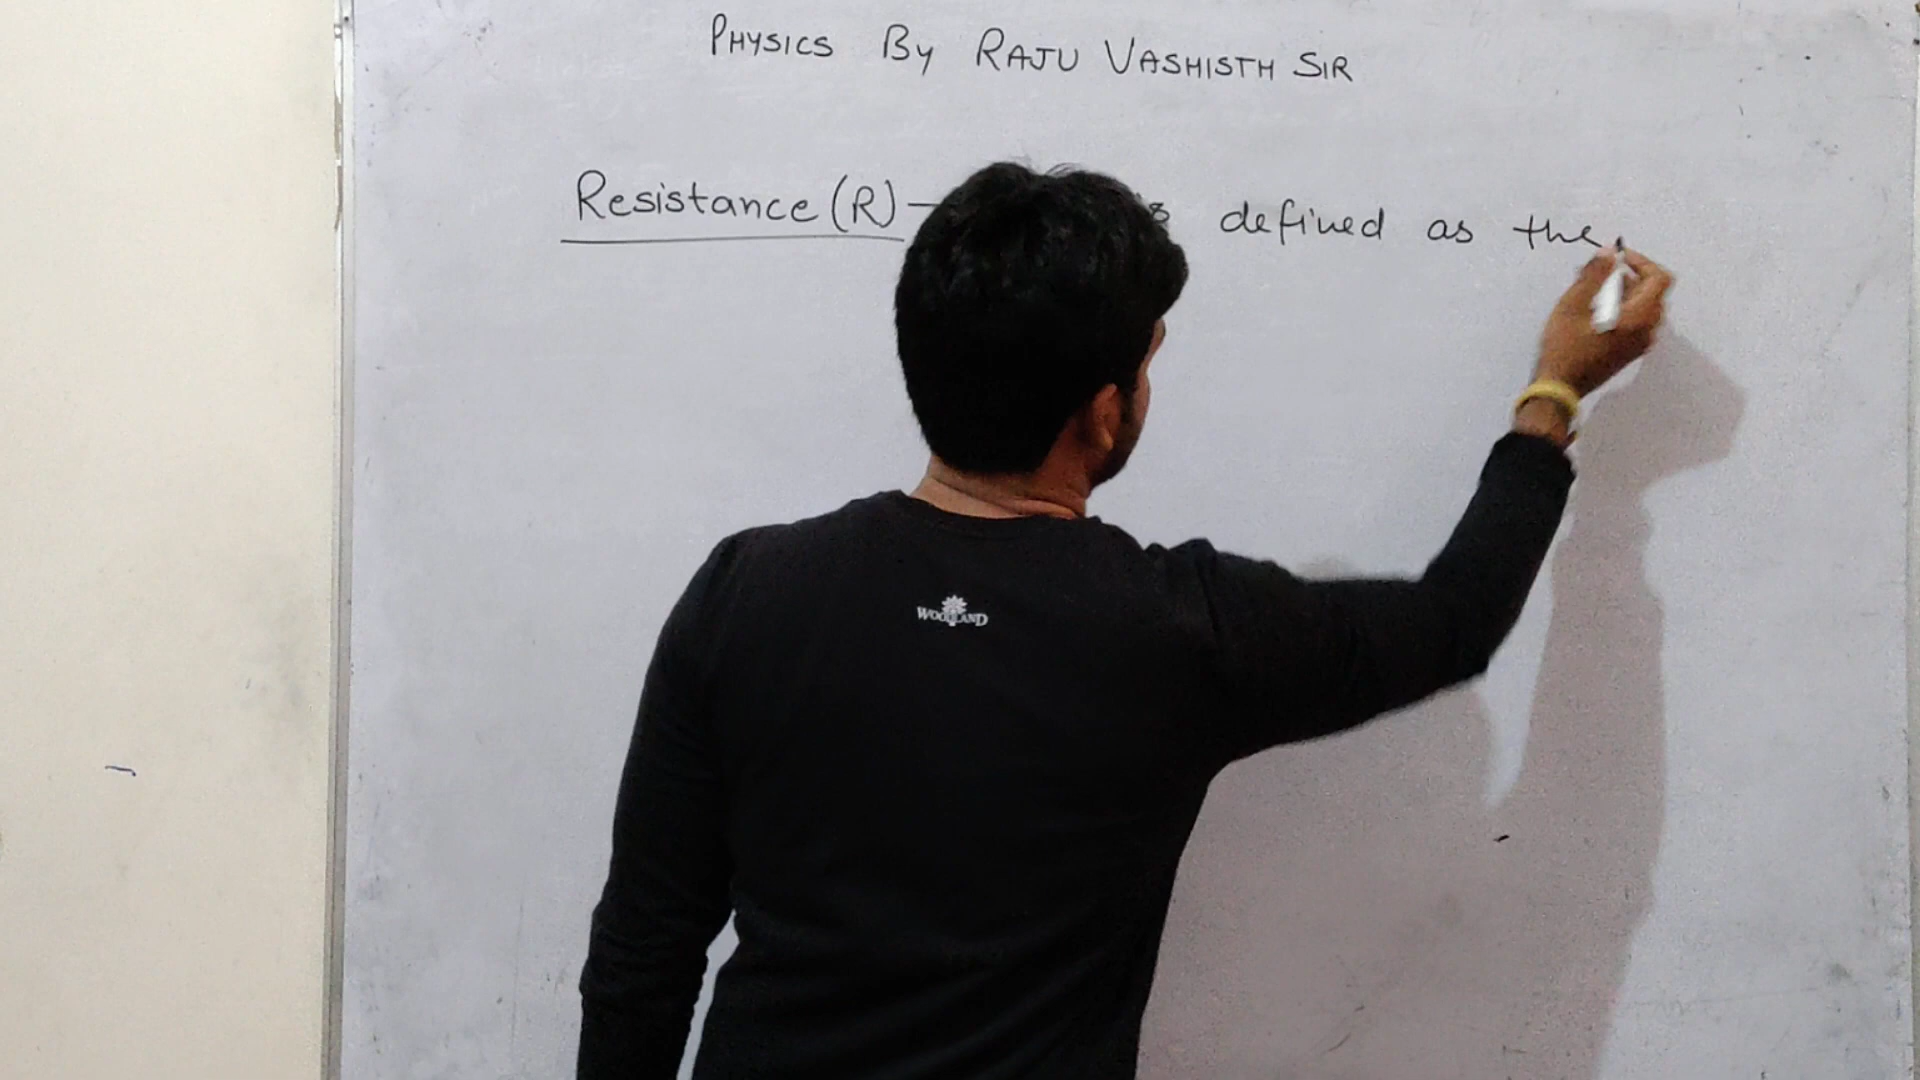 PHYSICS BY RAJU VASHISTH SIR
Resistance (R) – defined as the
WOODLAND